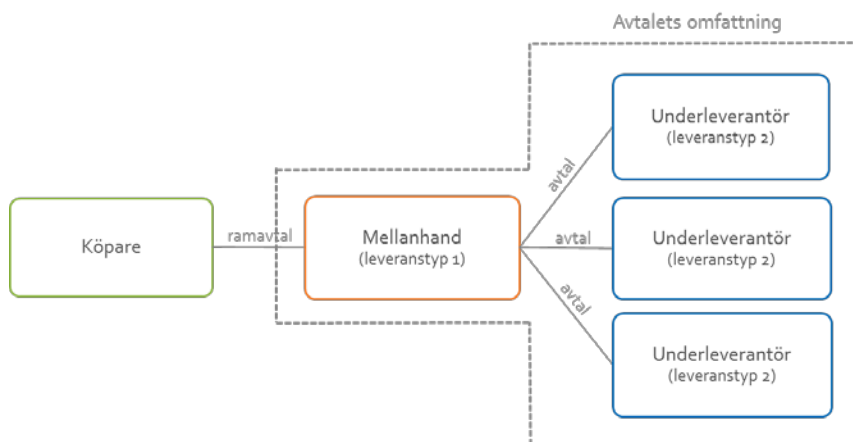 Avtalets omfattning
Underleverantör
(leveranstyp 2)
avtal
Köpare
ramavtal
Mellanhand
(leveranstyp 1)
avtal
Underleverantör
(leveranstyp 2)
avtal
Underleverantör
(leveranstyp 2)